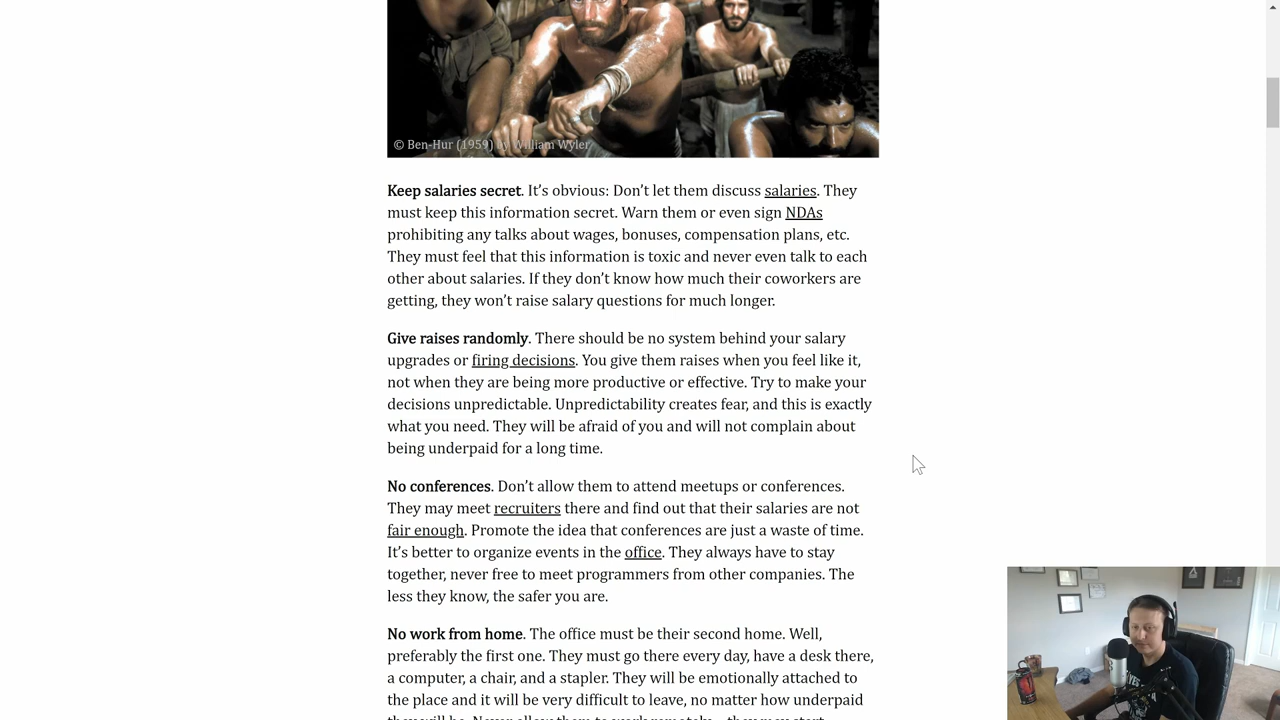 © Ben-Hur (1959) by William Wyler
Keep salaries secret. It’s obvious: Don’t let them discuss salaries. They
must keep this information secret. Warn them or even sign NDAs
prohibiting any talks about wages, bonuses, compensation plans, etc.
They must feel that this information is toxic and never even talk to each
other about salaries. If they don’t know how much their coworkers are
getting, they won’t raise salary questions for much longer.
Give raises randomly. There should be no system behind your salary
upgrades or firing decisions. You give them raises when you feel like it,
not when they are being more productive or effective. Try to make your
decisions unpredictable. Unpredictability creates fear, and this is exactly
what you need. They will be afraid of you and will not complain about
being underpaid for a long time.
No conferences. Don’t allow them to attend meetups or conferences.
They may meet recruiters there and find out that their salaries are not
fair enough. Promote the idea that conferences are just a waste of time.
It’s better to organize events in the office. They always have to stay
together, never free to meet programmers from other companies. The
less they know, the safer you are.
No work from home. The office must be their second home. Well,
preferably the first one. They must go there every day, have a desk there,
a computer, a chair, and a stapler. They will be emotionally attached to
the place and it will be very difficult to leave, no matter how underpaid
they will be. Never allow them to work remotely—they may start